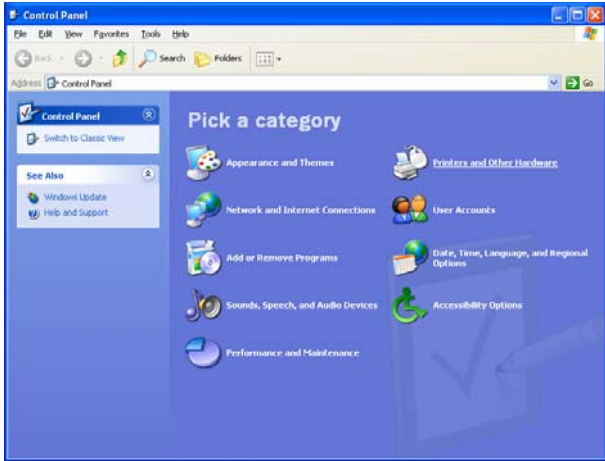 Control Panel
File Edit View Favorites Tools Help
Back Search Folders
Address Control Panel Go
Control Panel
Switch to Classic View
See Also
Windows Update
Help and Support
Pick a category
Appearance and Themes
Printers and Other Hardware
Network and Internet Connections
User Accounts
Add or Remove Programs
Date, Time, Language, and Regional
Options
Sounds, Speech, and Audio Devices
Accessibility Options
Performance and Maintenance